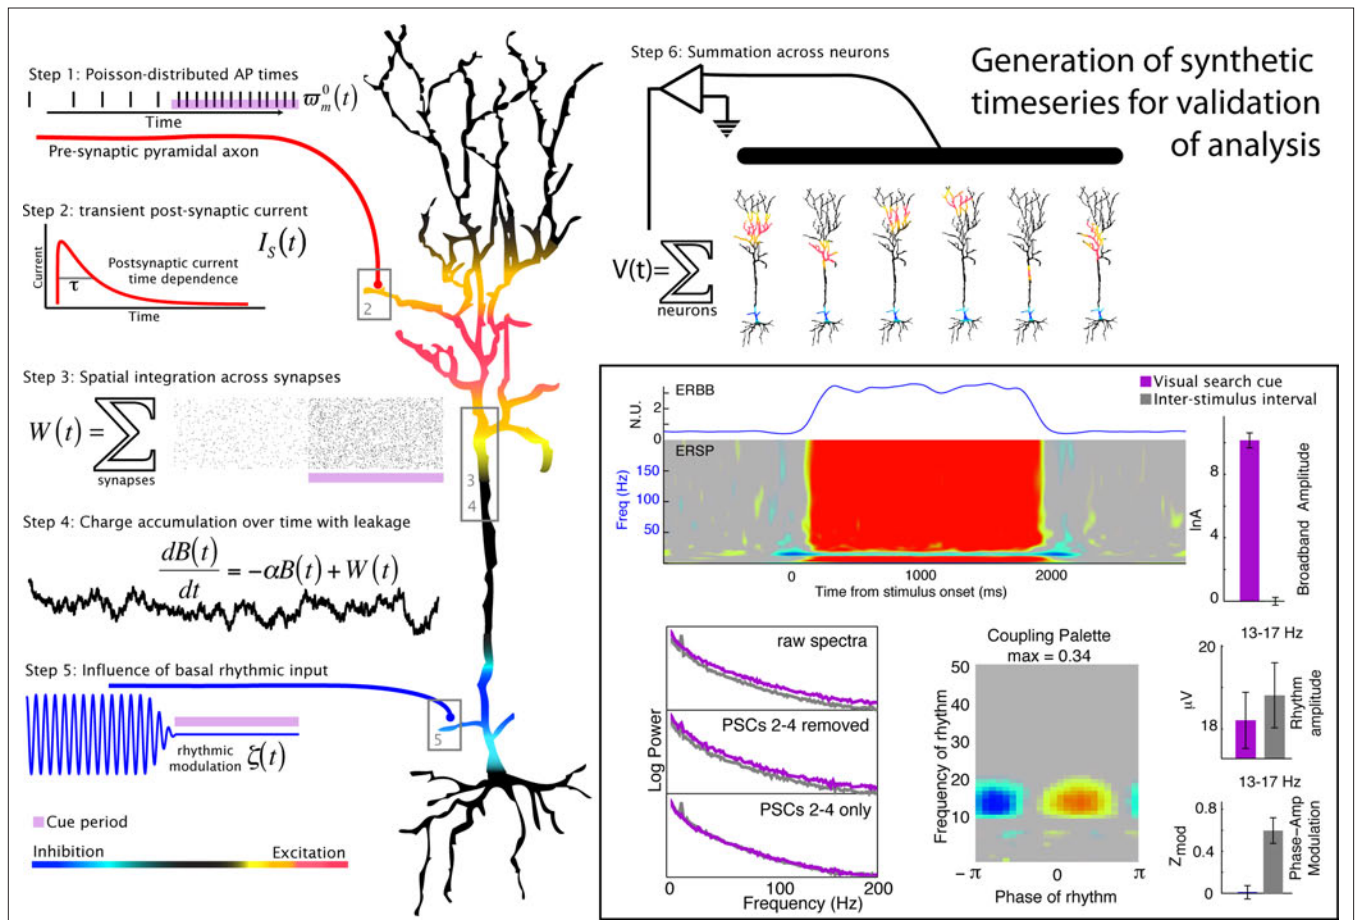 Generation of synthetic
timeseries for validation
of analysis
Step 1: Poisson-distributed AP times
ϖ_m^0(t)
Time
Pre-synaptic pyramidal axon
Step 2: transient post-synaptic current
I_S(t)
Current
Postsynaptic current
time dependence
τ
Time
2
Step 3: Spatial integration across synapses
W(t) = Σ
synapses
3
4
Step 4: Charge accumulation over time with leakage
dB(t)/dt = -αB(t) + W(t)
Step 5: Influence of basal rhythmic input
rhythmic
modulation
ζ(t)
5
Cue period
Inhibition
Excitation
Step 6: Summation across neurons
V(t)= Σ
neurons
ERBB
N.U.
2
0
ERSP
Freq (Hz)
150
100
50
0
1000
2000
Time from stimulus onset (ms)
Visual search cue
Inter-stimulus interval
lnA
Broadband Amplitude
8
4
0
raw spectra
PSCs 2-4 removed
PSCs 2-4 only
Log Power
0
100
200
Frequency (Hz)
Coupling Palette
max = 0.34
Frequency of rhythm
50
40
30
20
10
-π
0
π
Phase of rhythm
13-17 Hz
20
18
μV
Rhythm
amplitude
13-17 Hz
0.8
0.4
0
Z_mod
Phase-Amp
Modulation